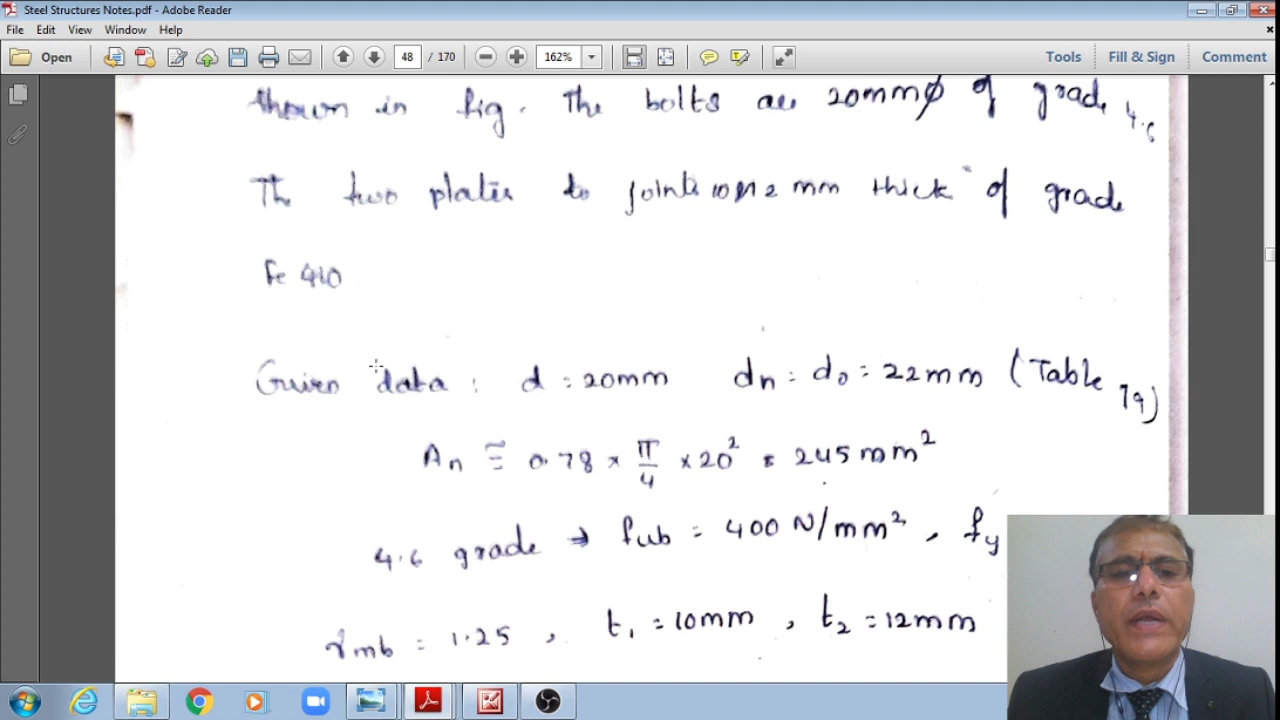 Steel Structures Notes.pdf - Adobe Reader
File Edit View Window Help
Open 48 / 170 162% Tools Fill & Sign Comment
shown in fig. The bolts are 20mmϕ of grade 4.6
The two plates to joints 10 12 mm thick of grade
Fe 410
Given data : d = 20mm dn = do = 22mm (Table 19)
An ≅ 0.78 × π/4 × 20² = 245 mm²
4.6 grade → fub = 400 N/mm², fy
γmb = 1.25 , t₁ = 10mm , t₂ = 12mm